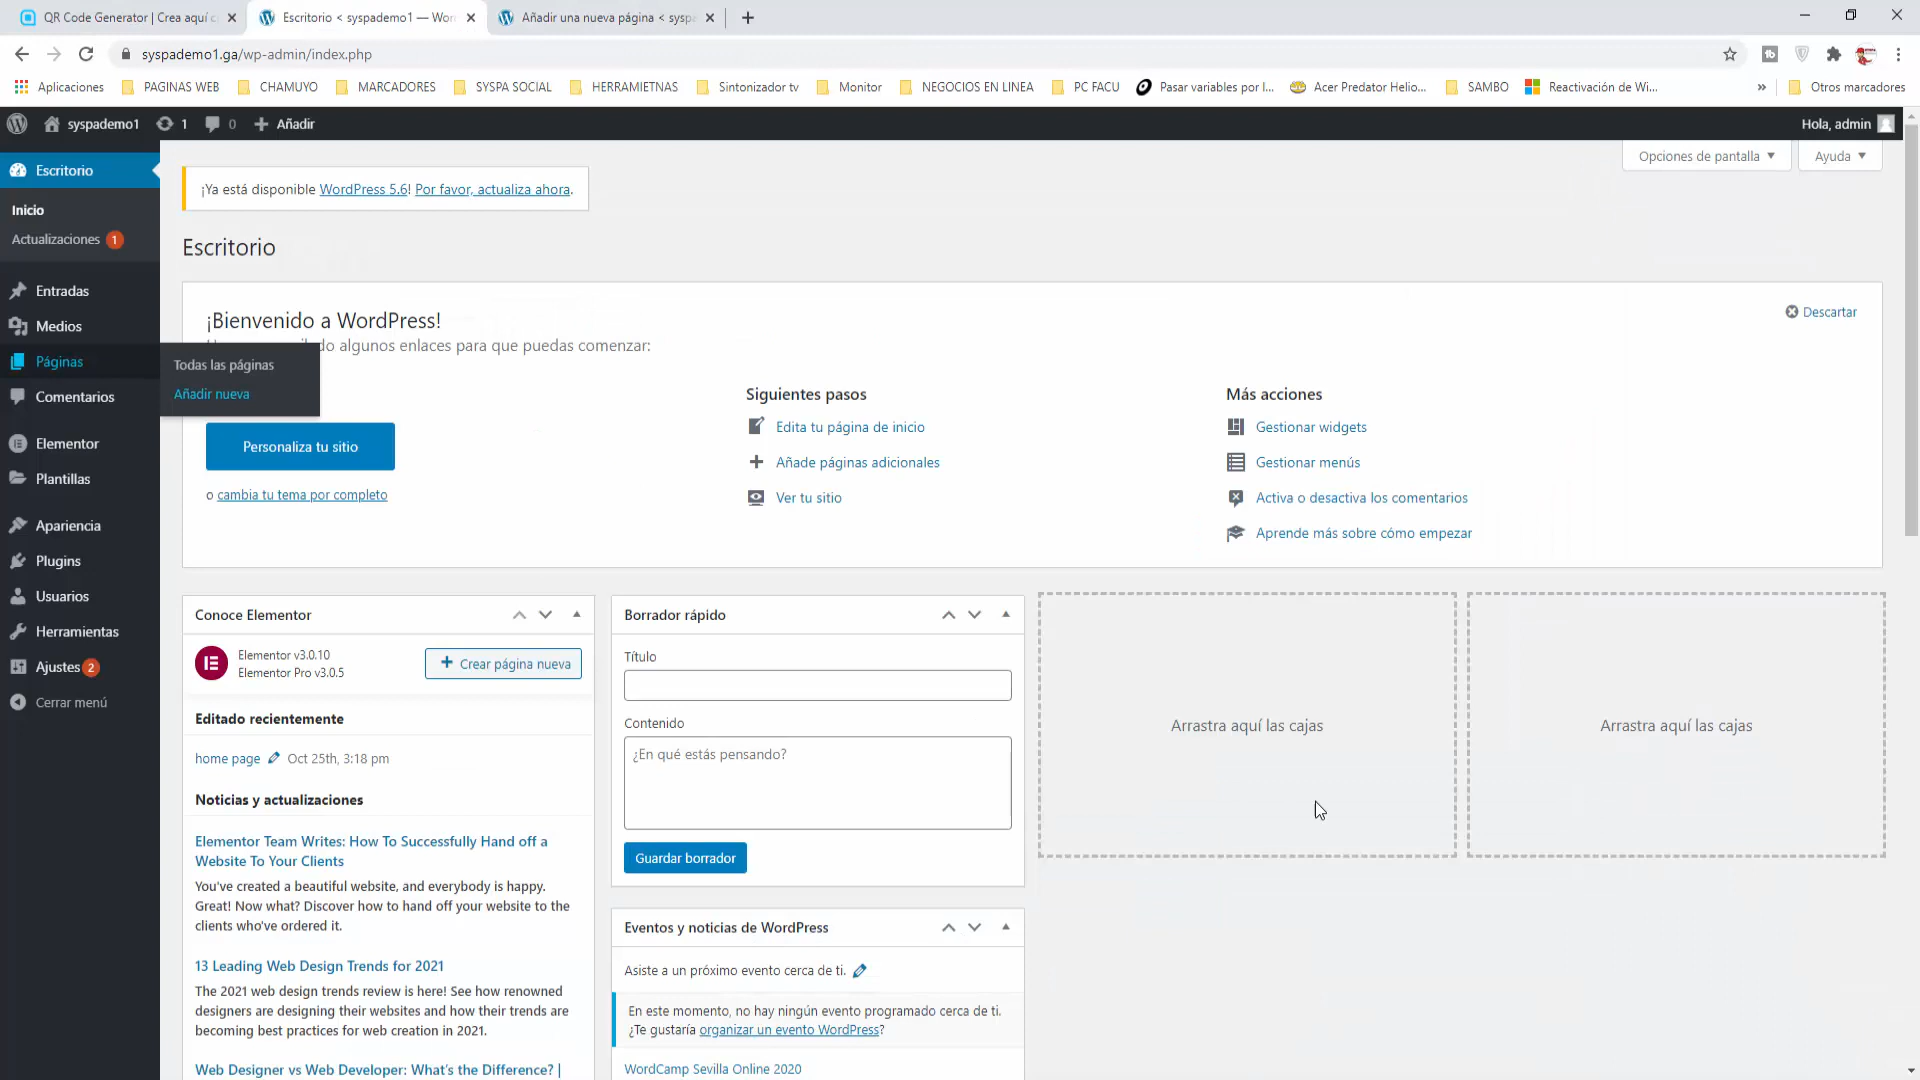 QR Code Generator | Crea aquí c
Escritorio < syspademo1 — Wor
Añadir una nueva página < sysp
syspademo1.ga/wp-admin/index.php
Aplicaciones
PAGINAS WEB
CHAMUYO
MARCADORES
SYSPA SOCIAL
HERRAMIETNAS
Sintonizador tv
Monitor
NEGOCIOS EN LINEA
PC FACU
Pasar variables por l...
Acer Predator Helio...
SAMBO
Reactivación de Wi...
»
Otros marcadores
syspademo1
1
0
Añadir
Hola, admin
Opciones de pantalla
Ayuda
Escritorio
Inicio
Actualizaciones 1
Entradas
Medios
Páginas
Comentarios
Elementor
Plantillas
Apariencia
Plugins
Usuarios
Herramientas
Ajustes 2
Cerrar menú
Todas las páginas
Añadir nueva
¡Ya está disponible WordPress 5.6! Por favor, actualiza ahora.
Escritorio
¡Bienvenido a WordPress!
Descartar
do algunos enlaces para que puedas comenzar:
Personaliza tu sitio
o cambia tu tema por completo
Siguientes pasos
Edita tu página de inicio
Añade páginas adicionales
Ver tu sitio
Más acciones
Gestionar widgets
Gestionar menús
Activa o desactiva los comentarios
Aprende más sobre cómo empezar
Conoce Elementor
Elementor v3.0.10
Elementor Pro v3.0.5
Crear página nueva
Editado recientemente
home page Oct 25th, 3:18 pm
Noticias y actualizaciones
Elementor Team Writes: How To Successfully Hand off a
Website To Your Clients
You've created a beautiful website, and everybody is happy.
Great! Now what? Discover how to hand off your website to the
clients who've ordered it.
13 Leading Web Design Trends for 2021
The 2021 web design trends review is here! See how renowned
designers are designing their websites and how their trends are
becoming best practices for web creation in 2021.
Web Designer vs Web Developer: What's the Difference? |
Borrador rápido
Título
Contenido
¿En qué estás pensando?
Guardar borrador
Eventos y noticias de WordPress
Asiste a un próximo evento cerca de ti.
En este momento, no hay ningún evento programado cerca de ti.
¿Te gustaría organizar un evento WordPress?
WordCamp Sevilla Online 2020
Arrastra aquí las cajas
Arrastra aquí las cajas